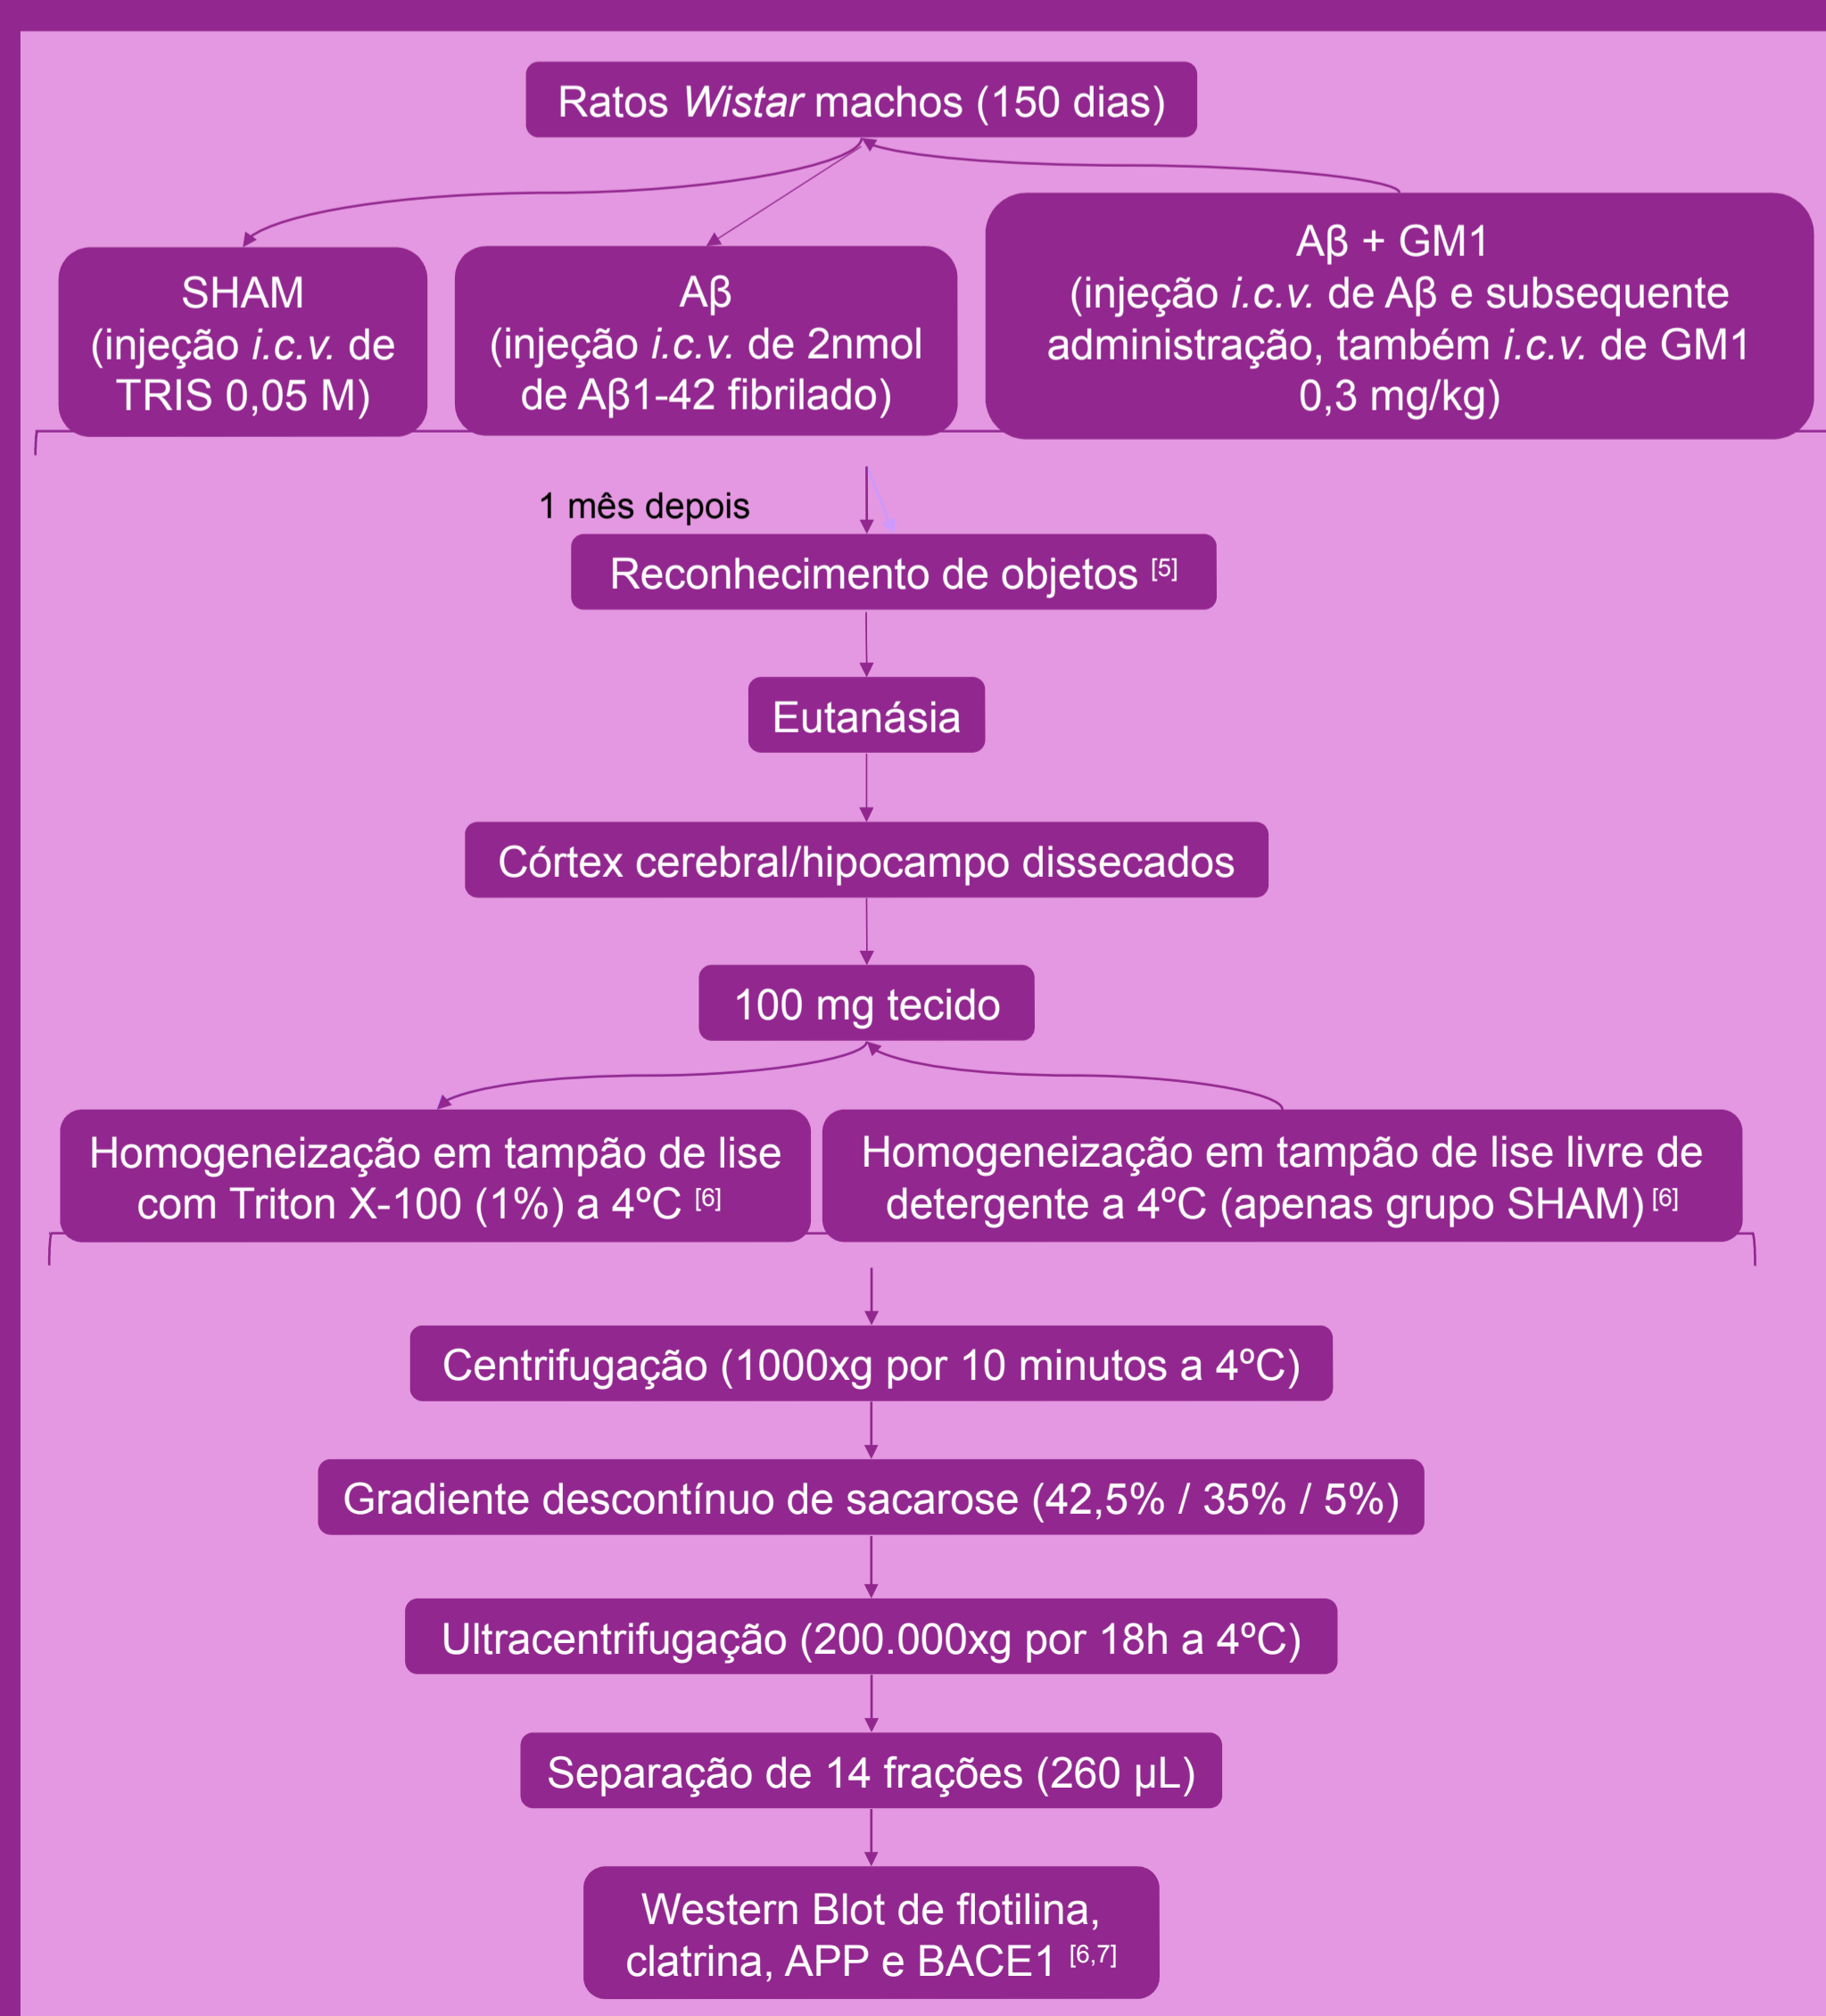 Ratos Wistar machos (150 dias)
SHAM
(injeção i.c.v. de
TRIS 0,05 M)
Aβ
(injeção i.c.v. de 2nmol
de Aβ1-42 fibrilado)
Aβ + GM1
(injeção i.c.v. de Aβ e subsequente
administração, também i.c.v. de GM1
0,3 mg/kg)
1 mês depois
Reconhecimento de objetos [5]
Eutanásia
Córtex cerebral/hipocampo dissecados
100 mg tecido
Homogeneização em tampão de lise
com Triton X-100 (1%) a 4ºC [6]
Homogeneização em tampão de lise livre de
detergente a 4ºC (apenas grupo SHAM) [6]
Centrifugação (1000xg por 10 minutos a 4ºC)
Gradiente descontínuo de sacarose (42,5% / 35% / 5%)
Ultracentrifugação (200.000xg por 18h a 4ºC)
Separação de 14 frações (260 µL)
Western Blot de flotilina,
clatrina, APP e BACE1 [6,7]